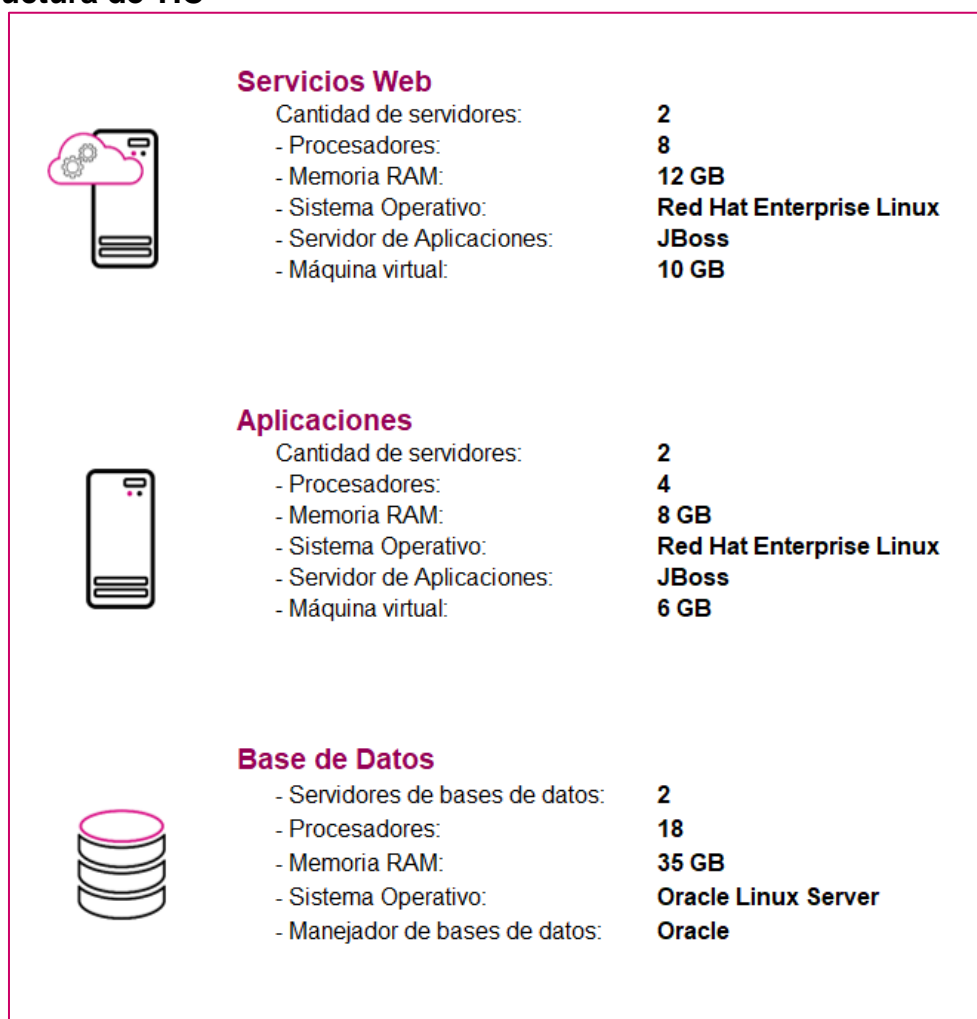 Servicios Web
Cantidad de servidores: 2
- Procesadores: 8
- Memoria RAM: 12 GB
- Sistema Operativo: Red Hat Enterprise Linux
- Servidor de Aplicaciones: JBoss
- Máquina virtual: 10 GB
Aplicaciones
Cantidad de servidores: 2
- Procesadores: 4
- Memoria RAM: 8 GB
- Sistema Operativo: Red Hat Enterprise Linux
- Servidor de Aplicaciones: JBoss
- Máquina virtual: 6 GB
Base de Datos
- Servidores de bases de datos: 2
- Procesadores: 18
- Memoria RAM: 35 GB
- Sistema Operativo: Oracle Linux Server
- Manejador de bases de datos: Oracle